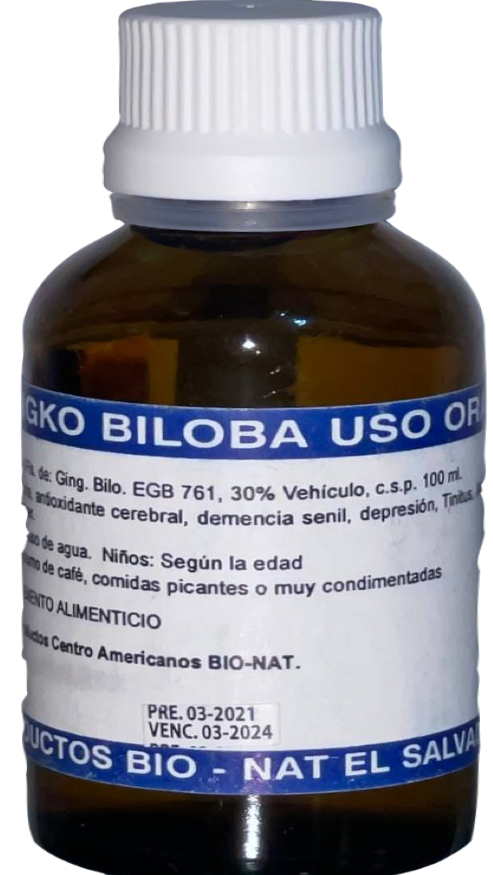 GKO BILOBA USO OR
de: Ging. Bilo. EGB 761, 30% Vehículo, c.s.p. 100 ml.
antioxidante cerebral, demencia senil, depresión, Tinitus,
de agua. Niños: Según la edad
de café, comidas picantes o muy condimentadas
ENTO ALIMENTICIO
uctos Centro Americanos BIO-NAT.
PRE. 03-2021
VENC. 03-2024
UCTOS BIO - NAT EL SALVA